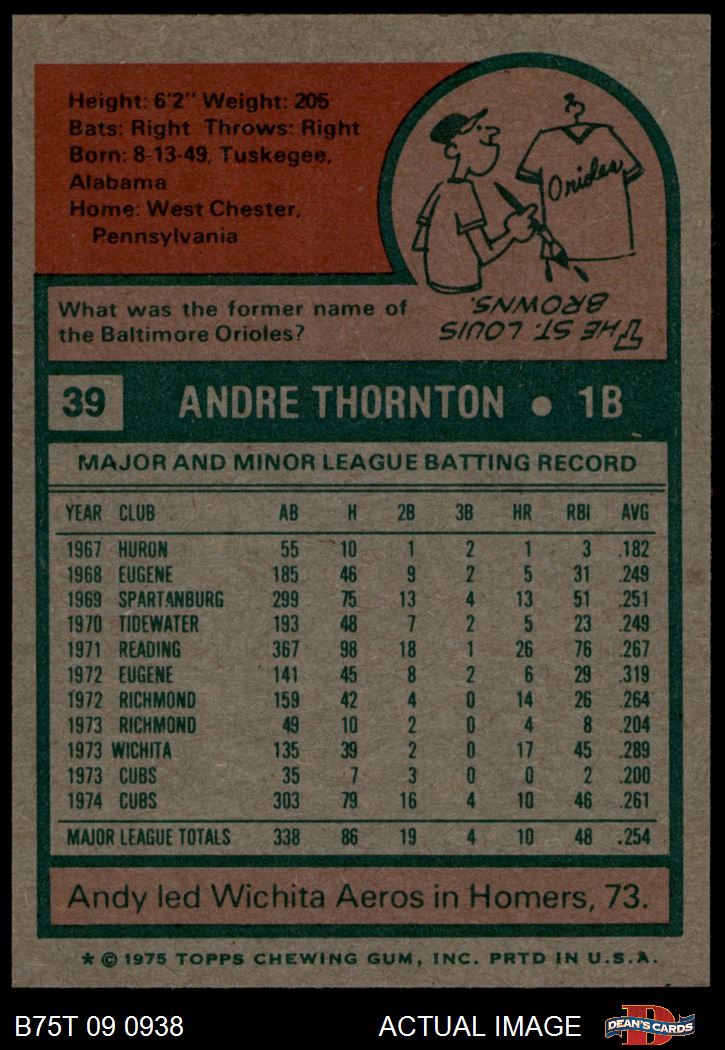 Height: 6'2" Weight: 205
Bats: Right Throws: Right
Born: 8-13-49, Tuskegee,
Alabama
Home: West Chester,
Pennsylvania
Orioles
What was the former name of
the Baltimore Orioles?
THE ST. LOUIS
BROWNS.
39 ANDRE THORNTON • 1B
MAJOR AND MINOR LEAGUE BATTING RECORD
YEAR CLUB AB H 2B 3B HR RBI AVG
1967 HURON 55 10 1 2 1 3 .182
1968 EUGENE 185 46 9 2 5 31 .249
1969 SPARTANBURG 299 75 13 4 13 51 .251
1970 TIDEWATER 193 48 7 2 5 23 .249
1971 READING 367 98 18 1 26 76 .267
1972 EUGENE 141 45 8 2 6 29 .319
1972 RICHMOND 159 42 4 0 14 26 .264
1973 RICHMOND 49 10 2 0 4 8 .204
1973 WICHITA 135 39 2 0 17 45 .289
1973 CUBS 35 7 3 0 0 2 .200
1974 CUBS 303 79 16 4 10 46 .261
MAJOR LEAGUE TOTALS 338 86 19 4 10 48 .254
Andy led Wichita Aeros in Homers, 73.
* © 1975 TOPPS CHEWING GUM, INC. PRTD IN U.S.A.
B75T 09 0938 ACTUAL IMAGE
D
DEAN'S CARDS